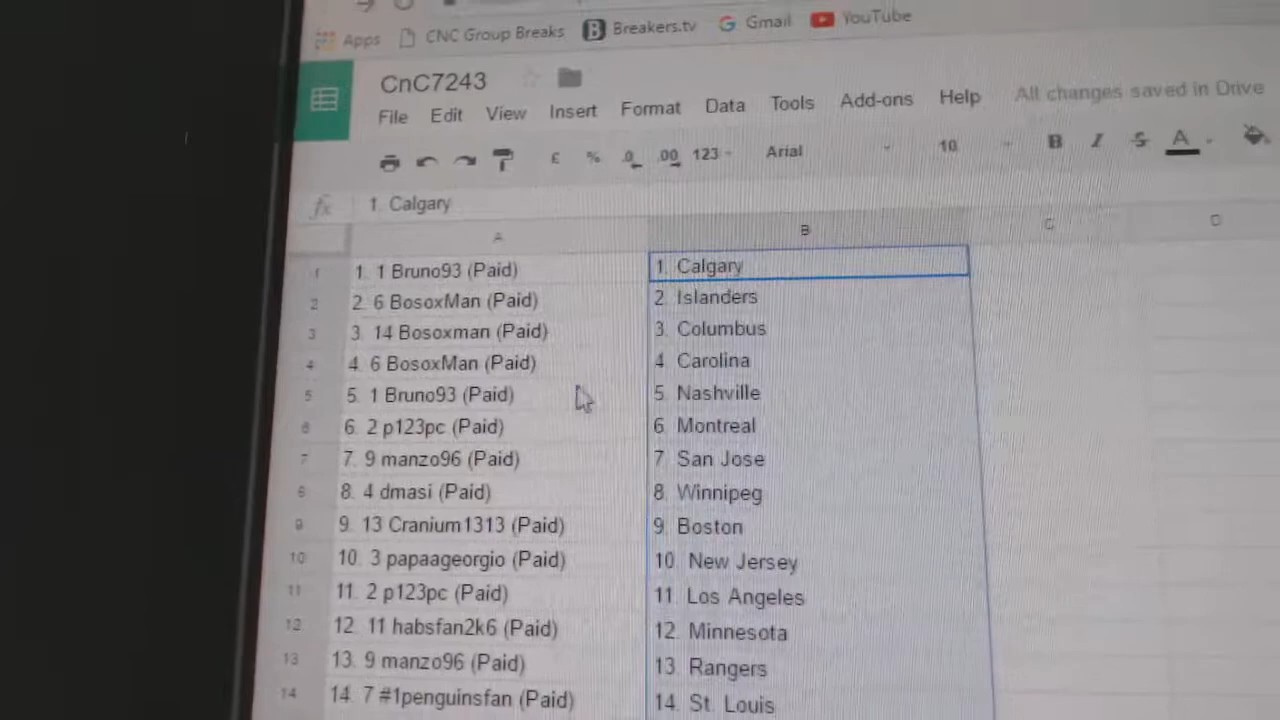 Apps CNC Group Breaks B Breakers.tv G Gmail YouTube
CnC7243
File Edit View Insert Format Data Tools Add-ons Help All changes saved in Drive
£ % .0 .00 123 Arial 10 B I S A
fx 1. Calgary
A B C D
1 1. 1 Bruno93 (Paid) 1. Calgary
2 2. 6 BosoxMan (Paid) 2. Islanders
3 3. 14 Bosoxman (Paid) 3. Columbus
4 4. 6 BosoxMan (Paid) 4. Carolina
5 5. 1 Bruno93 (Paid) 5. Nashville
6 6. 2 p123pc (Paid) 6. Montreal
7 7. 9 manzo96 (Paid) 7. San Jose
8 8. 4 dmasi (Paid) 8. Winnipeg
9 9. 13 Cranium1313 (Paid) 9. Boston
10 10. 3 papaageorgio (Paid) 10. New Jersey
11 11. 2 p123pc (Paid) 11. Los Angeles
12 12. 11 habsfan2k6 (Paid) 12. Minnesota
13 13. 9 manzo96 (Paid) 13. Rangers
14 14. 7 #1penguinsfan (Paid) 14. St. Louis